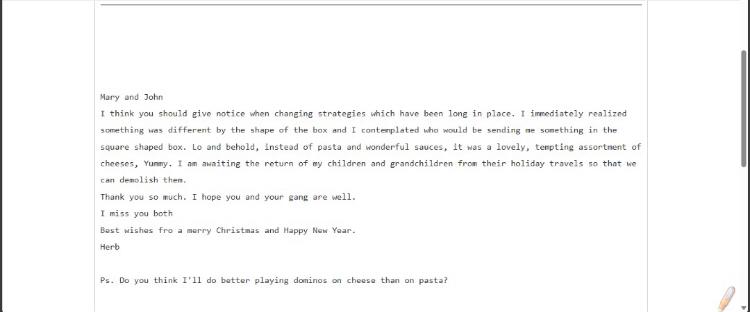 Mary and John
I think you should give notice when changing strategies which have been long in place. I immediately realized
something was different by the shape of the box and I contemplated who would be sending me something in the
square shaped box. Lo and behold, instead of pasta and wonderful sauces, it was a lovely, tempting assortment of
cheeses, Yummy. I am awaiting the return of my children and grandchildren from their holiday travels so that we
can demolish them.
Thank you so much. I hope you and your gang are well.
I miss you both
Best wishes fro a merry Christmas and Happy New Year.
Herb
Ps. Do you think I'll do better playing dominos on cheese than on pasta?